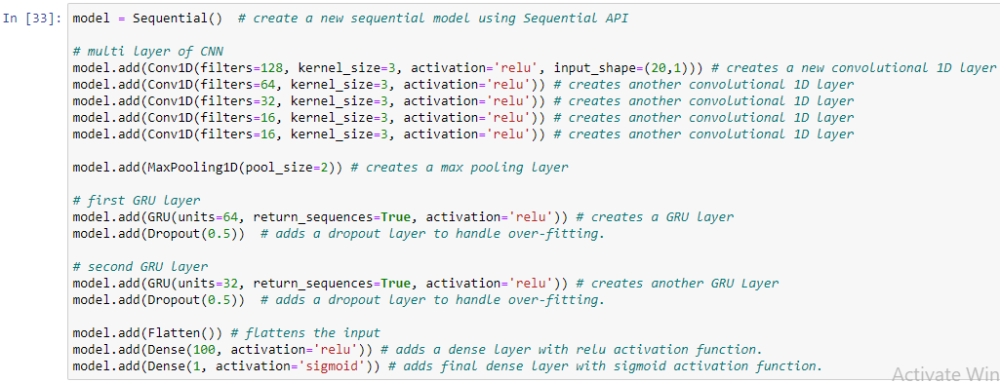 In [33]: model = Sequential()  # create a new sequential model using Sequential API
# multi layer of CNN
model.add(Conv1D(filters=128, kernel_size=3, activation='relu', input_shape=(20,1))) # creates a new convolutional 1D layer
model.add(Conv1D(filters=64, kernel_size=3, activation='relu')) # creates another convolutional 1D layer
model.add(Conv1D(filters=32, kernel_size=3, activation='relu')) # creates another convolutional 1D layer
model.add(Conv1D(filters=16, kernel_size=3, activation='relu')) # creates another convolutional 1D layer
model.add(Conv1D(filters=16, kernel_size=3, activation='relu')) # creates another convolutional 1D layer
model.add(MaxPooling1D(pool_size=2)) # creates a max pooling layer
# first GRU layer
model.add(GRU(units=64, return_sequences=True, activation='relu')) # creates a GRU layer
model.add(Dropout(0.5))  # adds a dropout layer to handle over-fitting.
# second GRU layer
model.add(GRU(units=32, return_sequences=True, activation='relu')) # creates another GRU Layer
model.add(Dropout(0.5))  # adds a dropout layer to handle over-fitting.
model.add(Flatten()) # flattens the input
model.add(Dense(100, activation='relu')) # adds a dense layer with relu activation function.
model.add(Dense(1, activation='sigmoid')) # adds final dense layer with sigmoid activation function.
Activate Win